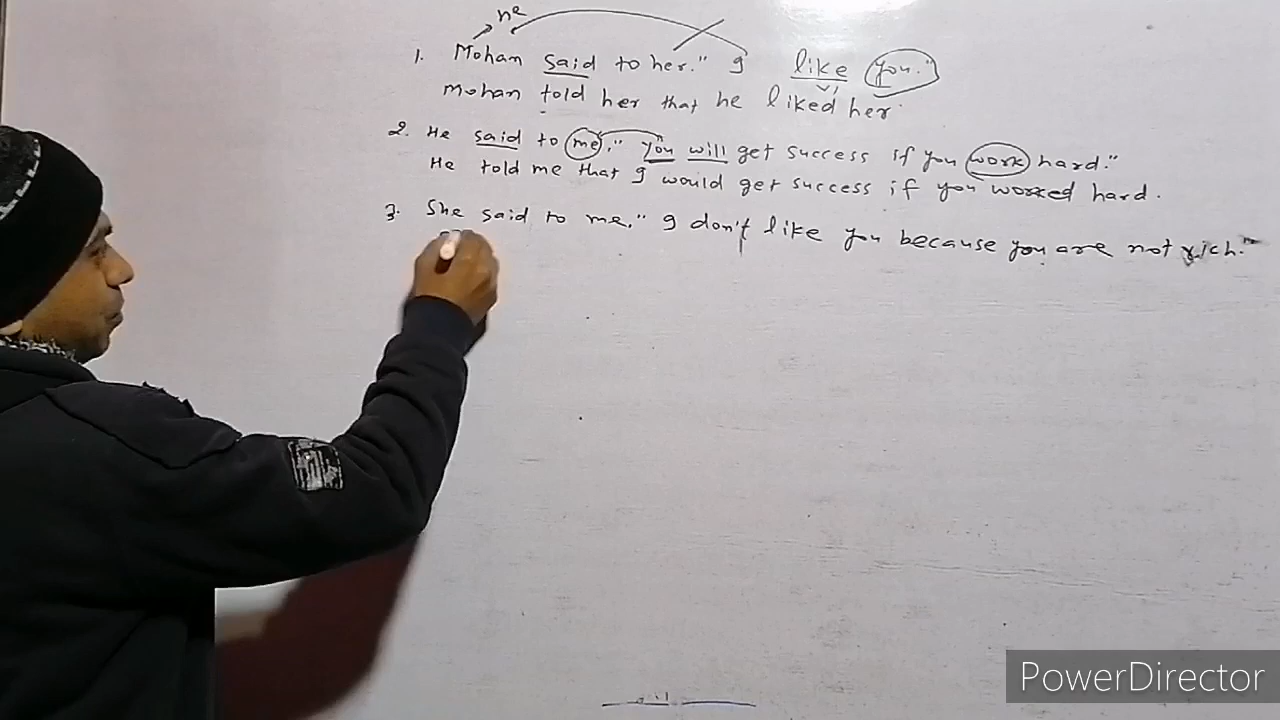 he
1. Mohan said to her." I like you."
Mohan told her that he liked her.
2. He said to me," you will get success if you work hard."
He told me that I would get success if you worked hard.
3. She said to me." I don't like you because you are not rich."
PowerDirector